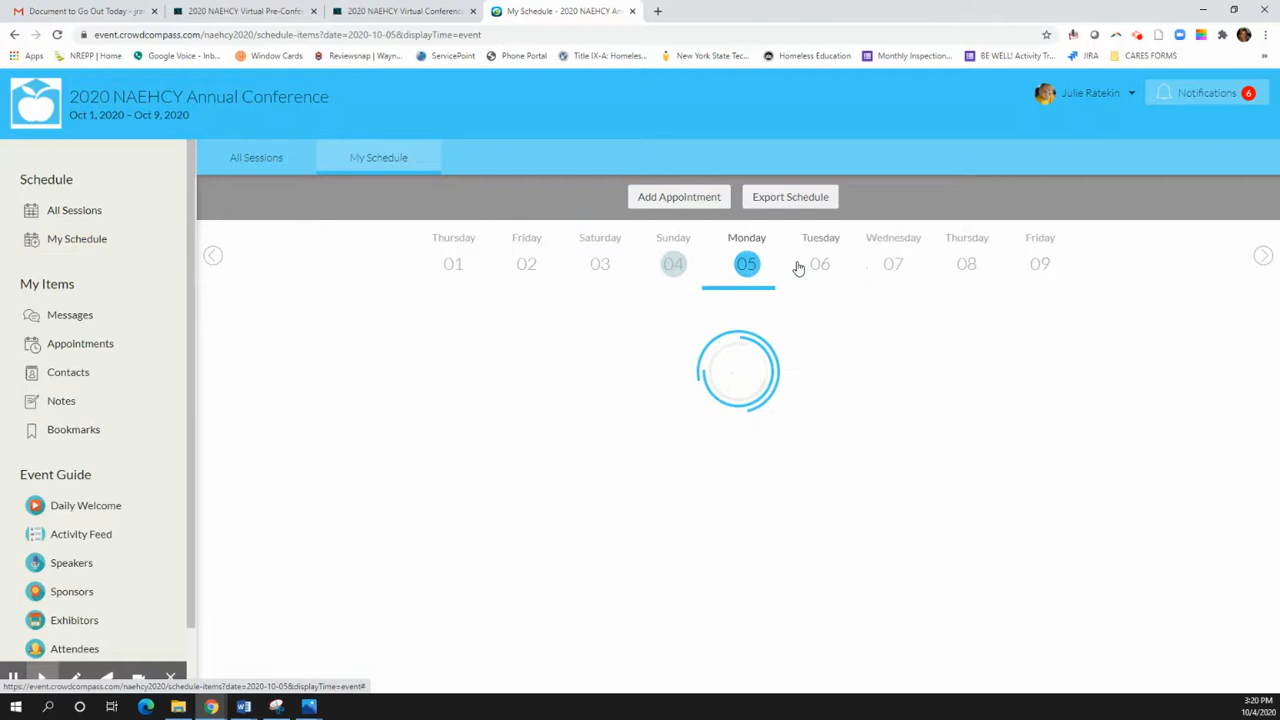 Document to Go Out Today - jra
2020 NAEHCY Virtual Pre-Confe
2020 NAEHCY Virtual Conferenc
My Schedule - 2020 NAEHCY An
event.crowdcompass.com/naehcy2020/schedule-items?date=2020-10-05&displayTime=event
Apps
NREPP | Home
Google Voice - Inb...
Window Cards
Reviewsnap | Wayn...
ServicePoint
Phone Portal
Title IX-A: Homeles...
New York State Tec...
Homeless Education
Monthly Inspection...
BE WELL! Activity Tr...
JIRA
CARES FORMS
»
2020 NAEHCY Annual Conference
Oct 1, 2020 – Oct 9, 2020
Julie Ratekin
Notifications 6
All Sessions
My Schedule
Add Appointment
Export Schedule
Thursday Friday Saturday Sunday Monday Tuesday Wednesday Thursday Friday
01 02 03 04 05 06 07 08 09
Schedule
All Sessions
My Schedule
My Items
Messages
Appointments
Contacts
Notes
Bookmarks
Event Guide
Daily Welcome
Activity Feed
Speakers
Sponsors
Exhibitors
Attendees
https://event.crowdcompass.com/naehcy2020/schedule-items?date=2020-10-05&displayTime=event#
3:20 PM
10/4/2020